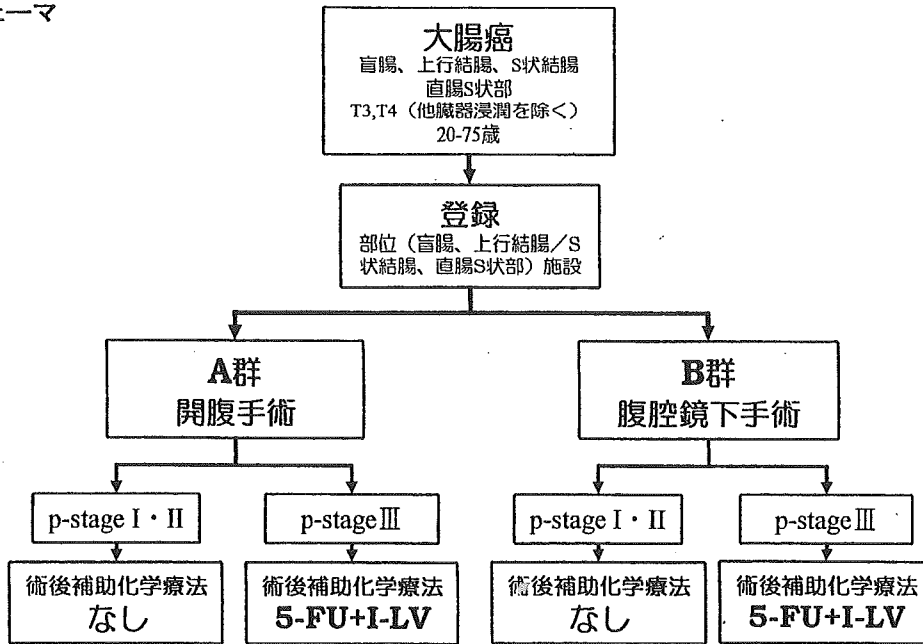 ェーマ
大腸癌
盲腸、上行結腸、S状結腸
直腸S状部
T3,T4（他臓器浸潤を除く）
20-75歳
登録
部位（盲腸、上行結腸／S
状結腸、直腸S状部）施設
A群
開腹手術
B群
腹腔鏡下手術
p-stage I・II
p-stage III
p-stage I・II
p-stage III
術後補助化学療法
なし
術後補助化学療法
5-FU+I-LV
術後補助化学療法
なし
術後補助化学療法
5-FU+I-LV